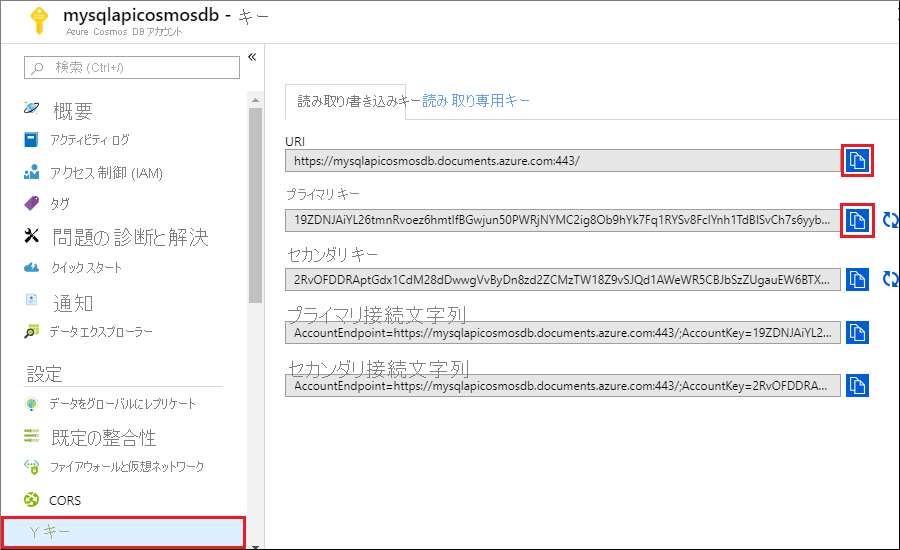 mysqlapicosmosdb - キー
Azure Cosmos DB アカウント
検索 (Ctrl+/)
概要
アクティビティ ログ
アクセス制御 (IAM)
タグ
問題の診断と解決
クイック スタート
通知
データ エクスプローラー
設定
データをグローバルにレプリケート
既定の整合性
ファイアウォールと仮想ネットワーク
CORS
Y キー
読み取り/書き込みキー 読み取り専用キー
URI
https://mysqlapicosmosdb.documents.azure.com:443/
プライマリ キー
19ZDNJAiYL26tmnRvoez6hmtIfBGwjun50PWRjNYMC2ig8Ob9hYk7Fq1RYSv8FcIYnh1TdBISvCh7s6yyb...
セカンダリ キー
2RvOFDDRAptGdx1CdM28dDwwgVvByDn8zd2ZCMzTW18Z9vSJQd1AWeWR5CBJbSzZUgauEW6BTX...
プライマリ接続文字列
AccountEndpoint=https://mysqlapicosmosdb.documents.azure.com:443/;AccountKey=19ZDNJAiYL2...
セカンダリ接続文字列
AccountEndpoint=https://mysqlapicosmosdb.documents.azure.com:443/;AccountKey=2RvOFDDRA...